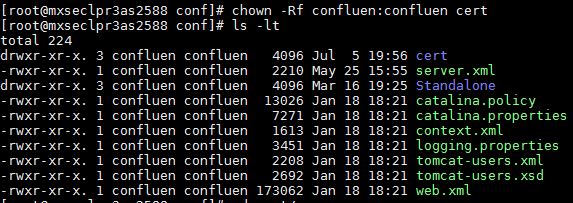 [root@mxseclpr3as2588 conf]# chown -Rf confluen:confluen cert
[root@mxseclpr3as2588 conf]# ls -lt
total 224
drwxr-xr-x. 3 confluen confluen   4096 Jul  5 19:56 cert
-rwxr-xr-x. 1 confluen confluen   2210 May 25 15:55 server.xml
drwxr-xr-x. 3 confluen confluen   4096 Mar 16 19:25 Standalone
-rwxr-xr-x. 1 confluen confluen  13026 Jan 18 18:21 catalina.policy
-rwxr-xr-x. 1 confluen confluen   7271 Jan 18 18:21 catalina.properties
-rwxr-xr-x. 1 confluen confluen   1613 Jan 18 18:21 context.xml
-rwxr-xr-x. 1 confluen confluen   3451 Jan 18 18:21 logging.properties
-rwxr-xr-x. 1 confluen confluen   2208 Jan 18 18:21 tomcat-users.xml
-rwxr-xr-x. 1 confluen confluen   2692 Jan 18 18:21 tomcat-users.xsd
-rwxr-xr-x. 1 confluen confluen 173062 Jan 18 18:21 web.xml